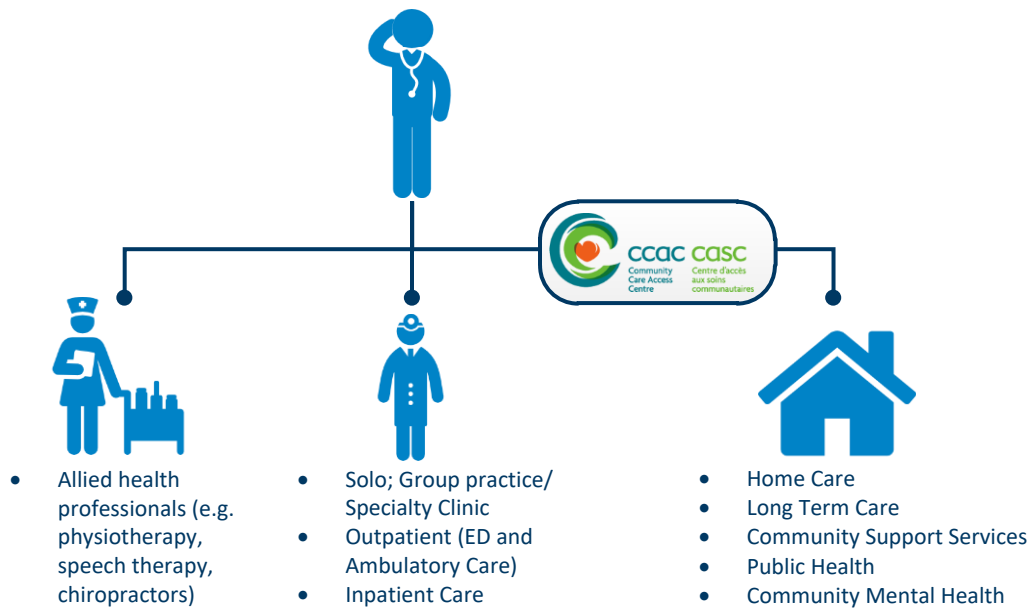 ccac casc
Community Centre d'accès
Care Access aux soins
Centre communautaires
• Allied health
professionals (e.g.
physiotherapy,
speech therapy,
chiropractors)
• Solo; Group practice/
Specialty Clinic
• Outpatient (ED and
Ambulatory Care)
• Inpatient Care
• Home Care
• Long Term Care
• Community Support Services
• Public Health
• Community Mental Health